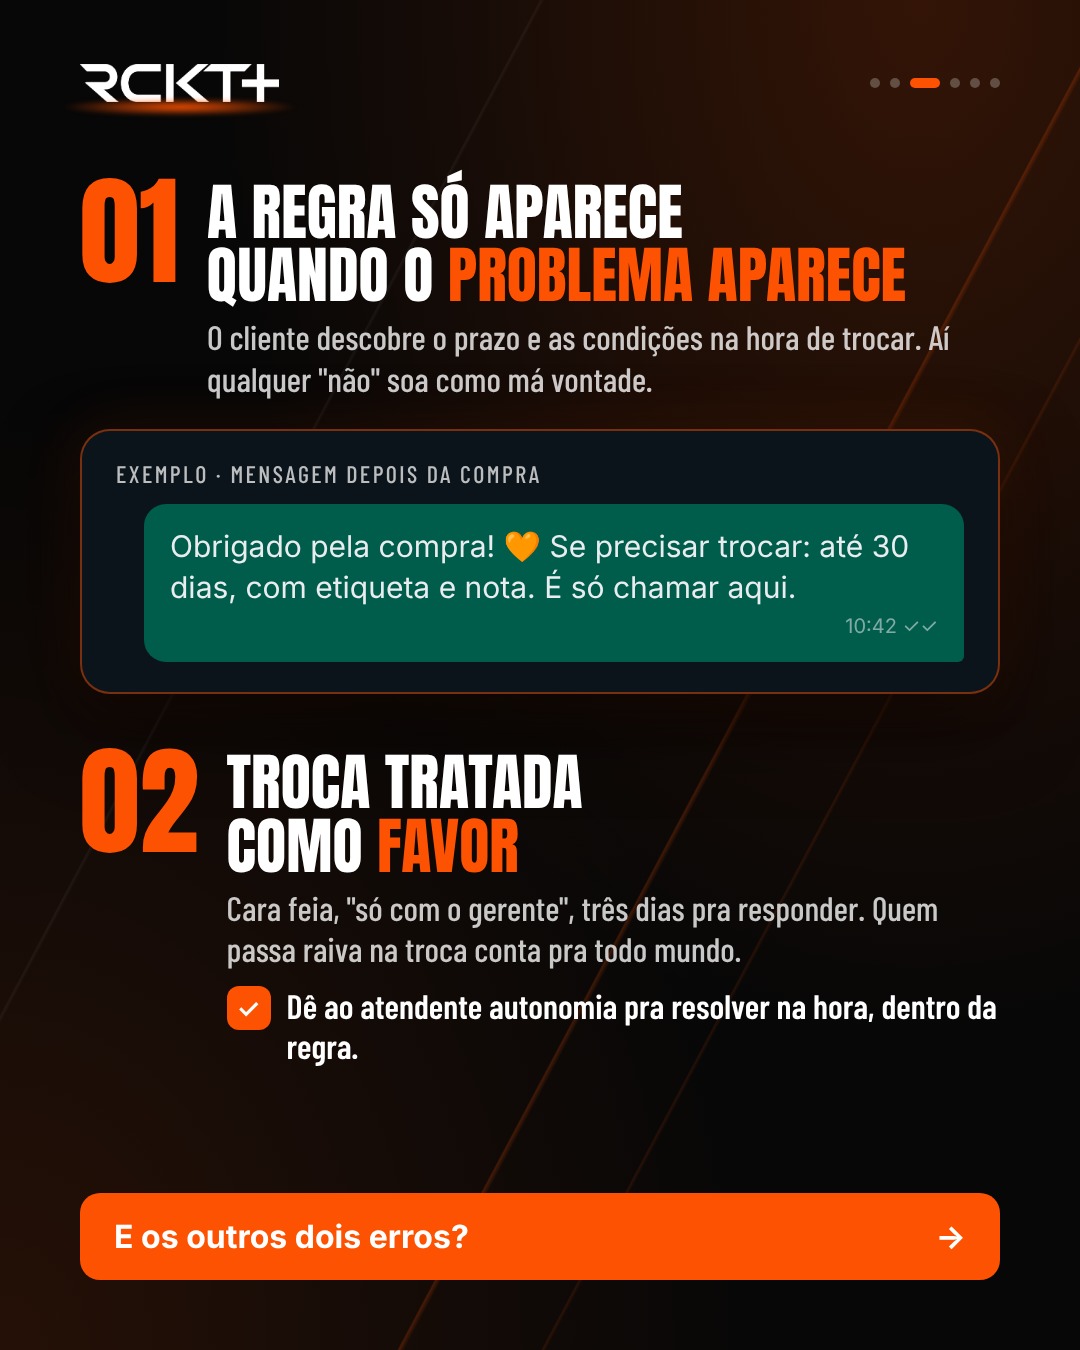 RCKT+
01
A REGRA SÓ APARECE
QUANDO O PROBLEMA APARECE
O cliente descobre o prazo e as condições na hora de trocar. Aí
qualquer "não" soa como má vontade.
EXEMPLO · MENSAGEM DEPOIS DA COMPRA
Obrigado pela compra! 🧡 Se precisar trocar: até 30
dias, com etiqueta e nota. É só chamar aqui.
10:42 ✓✓
02
TROCA TRATADA
COMO FAVOR
Cara feia, "só com o gerente", três dias pra responder. Quem
passa raiva na troca conta pra todo mundo.
Dê ao atendente autonomia pra resolver na hora, dentro da
regra.
E os outros dois erros? →